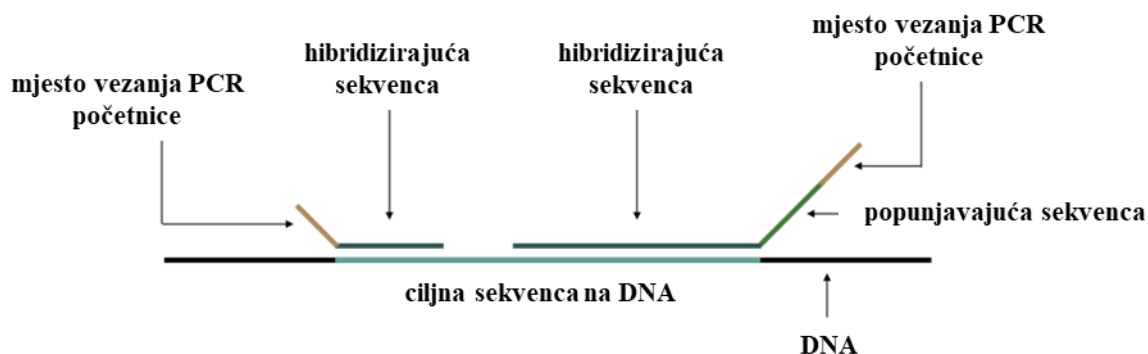 mjesto vezanja PCR
početnice
hibridizirajuća
sekvenca
hibridizirajuća
sekvenca
mjesto vezanja PCR
početnice
popunjavajuća sekvenca
ciljna sekvenca na DNA
DNA